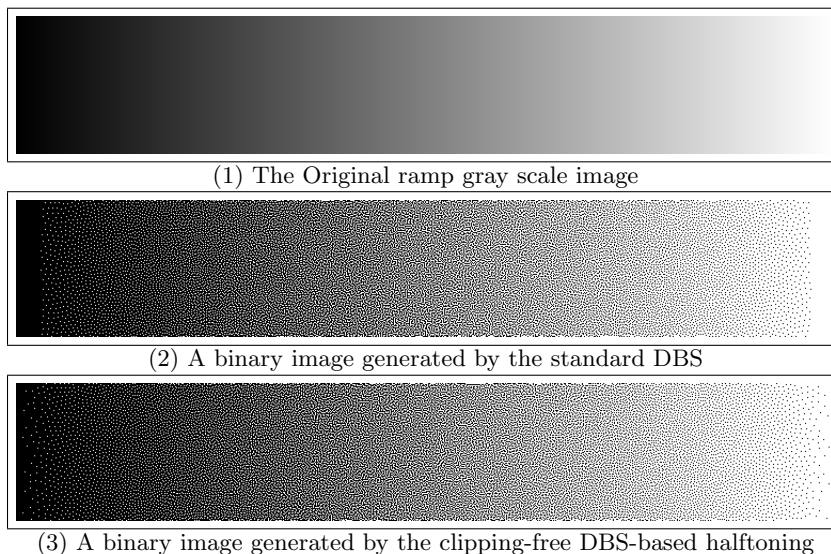 (1) The Original ramp gray scale image
(2) A binary image generated by the standard DBS
(3) A binary image generated by the clipping-free DBS-based halftoning